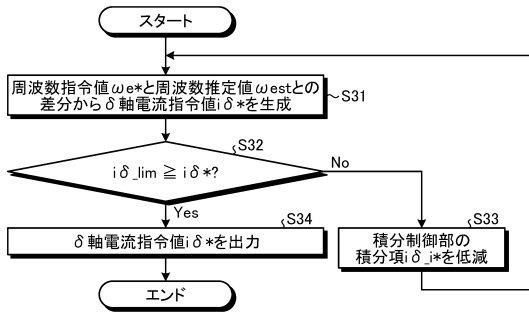 スタート
周波数指令値ωe*と周波数推定値ωestとの
差分からδ軸電流指令値iδ*を生成
S31
S32
iδ_lim ≧ iδ*?
No
Yes
S34
δ軸電流指令値iδ*を出力
S33
積分制御部の
積分項iδ_i*を低減
エンド